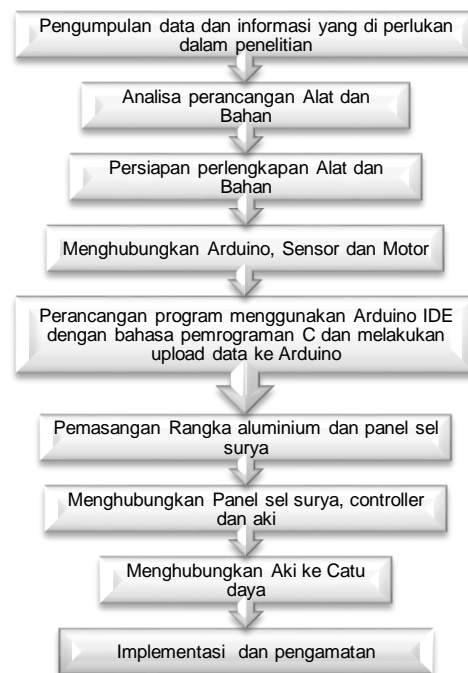 Pengumpulan data dan informasi yang di perlukan
dalam penelitian
Analisa perancangan Alat dan
Bahan
Persiapan perlengkapan Alat dan
Bahan
Menghubungkan Arduino, Sensor dan Motor
Perancangan program menggunakan Arduino IDE
dengan bahasa pemrograman C dan melakukan
upload data ke Arduino
Pemasangan Rangka aluminium dan panel sel
surya
Menghubungkan Panel sel surya, controller
dan aki
Menghubungkan Aki ke Catu
daya
Implementasi dan pengamatan